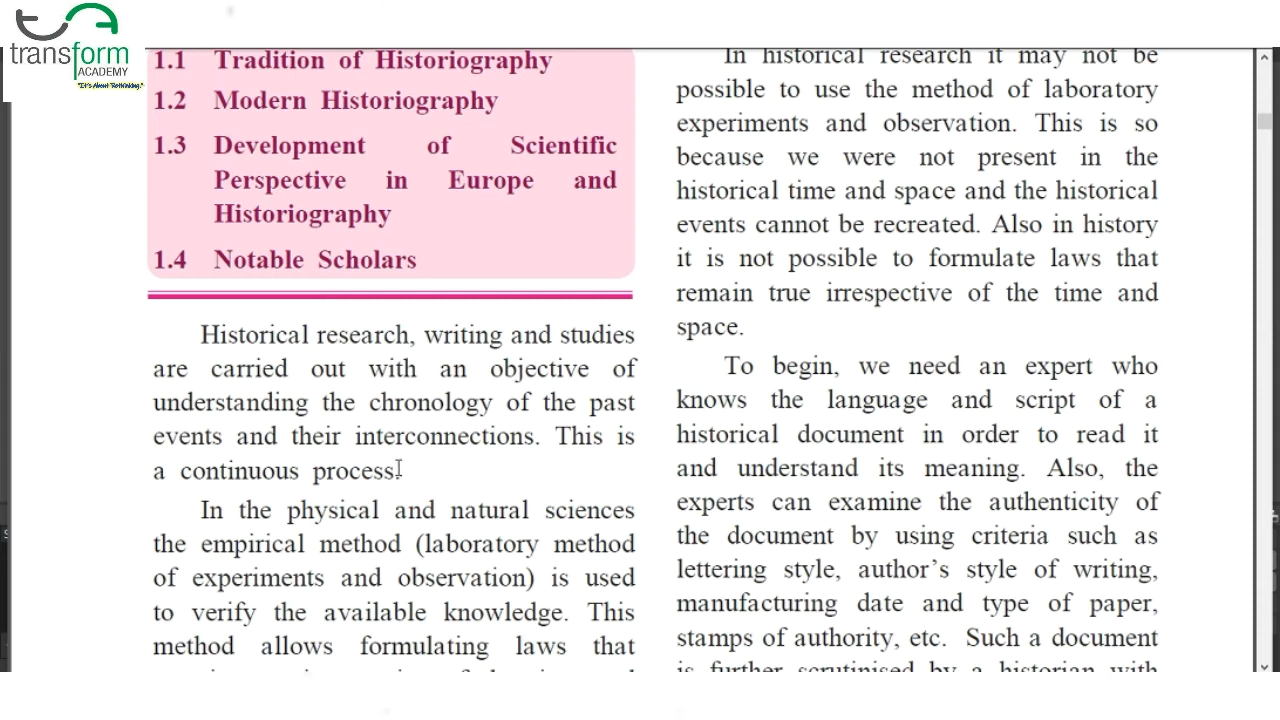 transform
ACADEMY
"It's About Rethinking."
1.1 Tradition of Historiography
1.2 Modern Historiography
1.3 Development of Scientific
Perspective in Europe and
Historiography
1.4 Notable Scholars
Historical research, writing and studies
are carried out with an objective of
understanding the chronology of the past
events and their interconnections. This is
a continuous process.
In the physical and natural sciences
the empirical method (laboratory method
of experiments and observation) is used
to verify the available knowledge. This
method allows formulating laws that
In historical research it may not be
possible to use the method of laboratory
experiments and observation. This is so
because we were not present in the
historical time and space and the historical
events cannot be recreated. Also in history
it is not possible to formulate laws that
remain true irrespective of the time and
space.
To begin, we need an expert who
knows the language and script of a
historical document in order to read it
and understand its meaning. Also, the
experts can examine the authenticity of
the document by using criteria such as
lettering style, author's style of writing,
manufacturing date and type of paper,
stamps of authority, etc. Such a document
is further scrutinised by a historian with